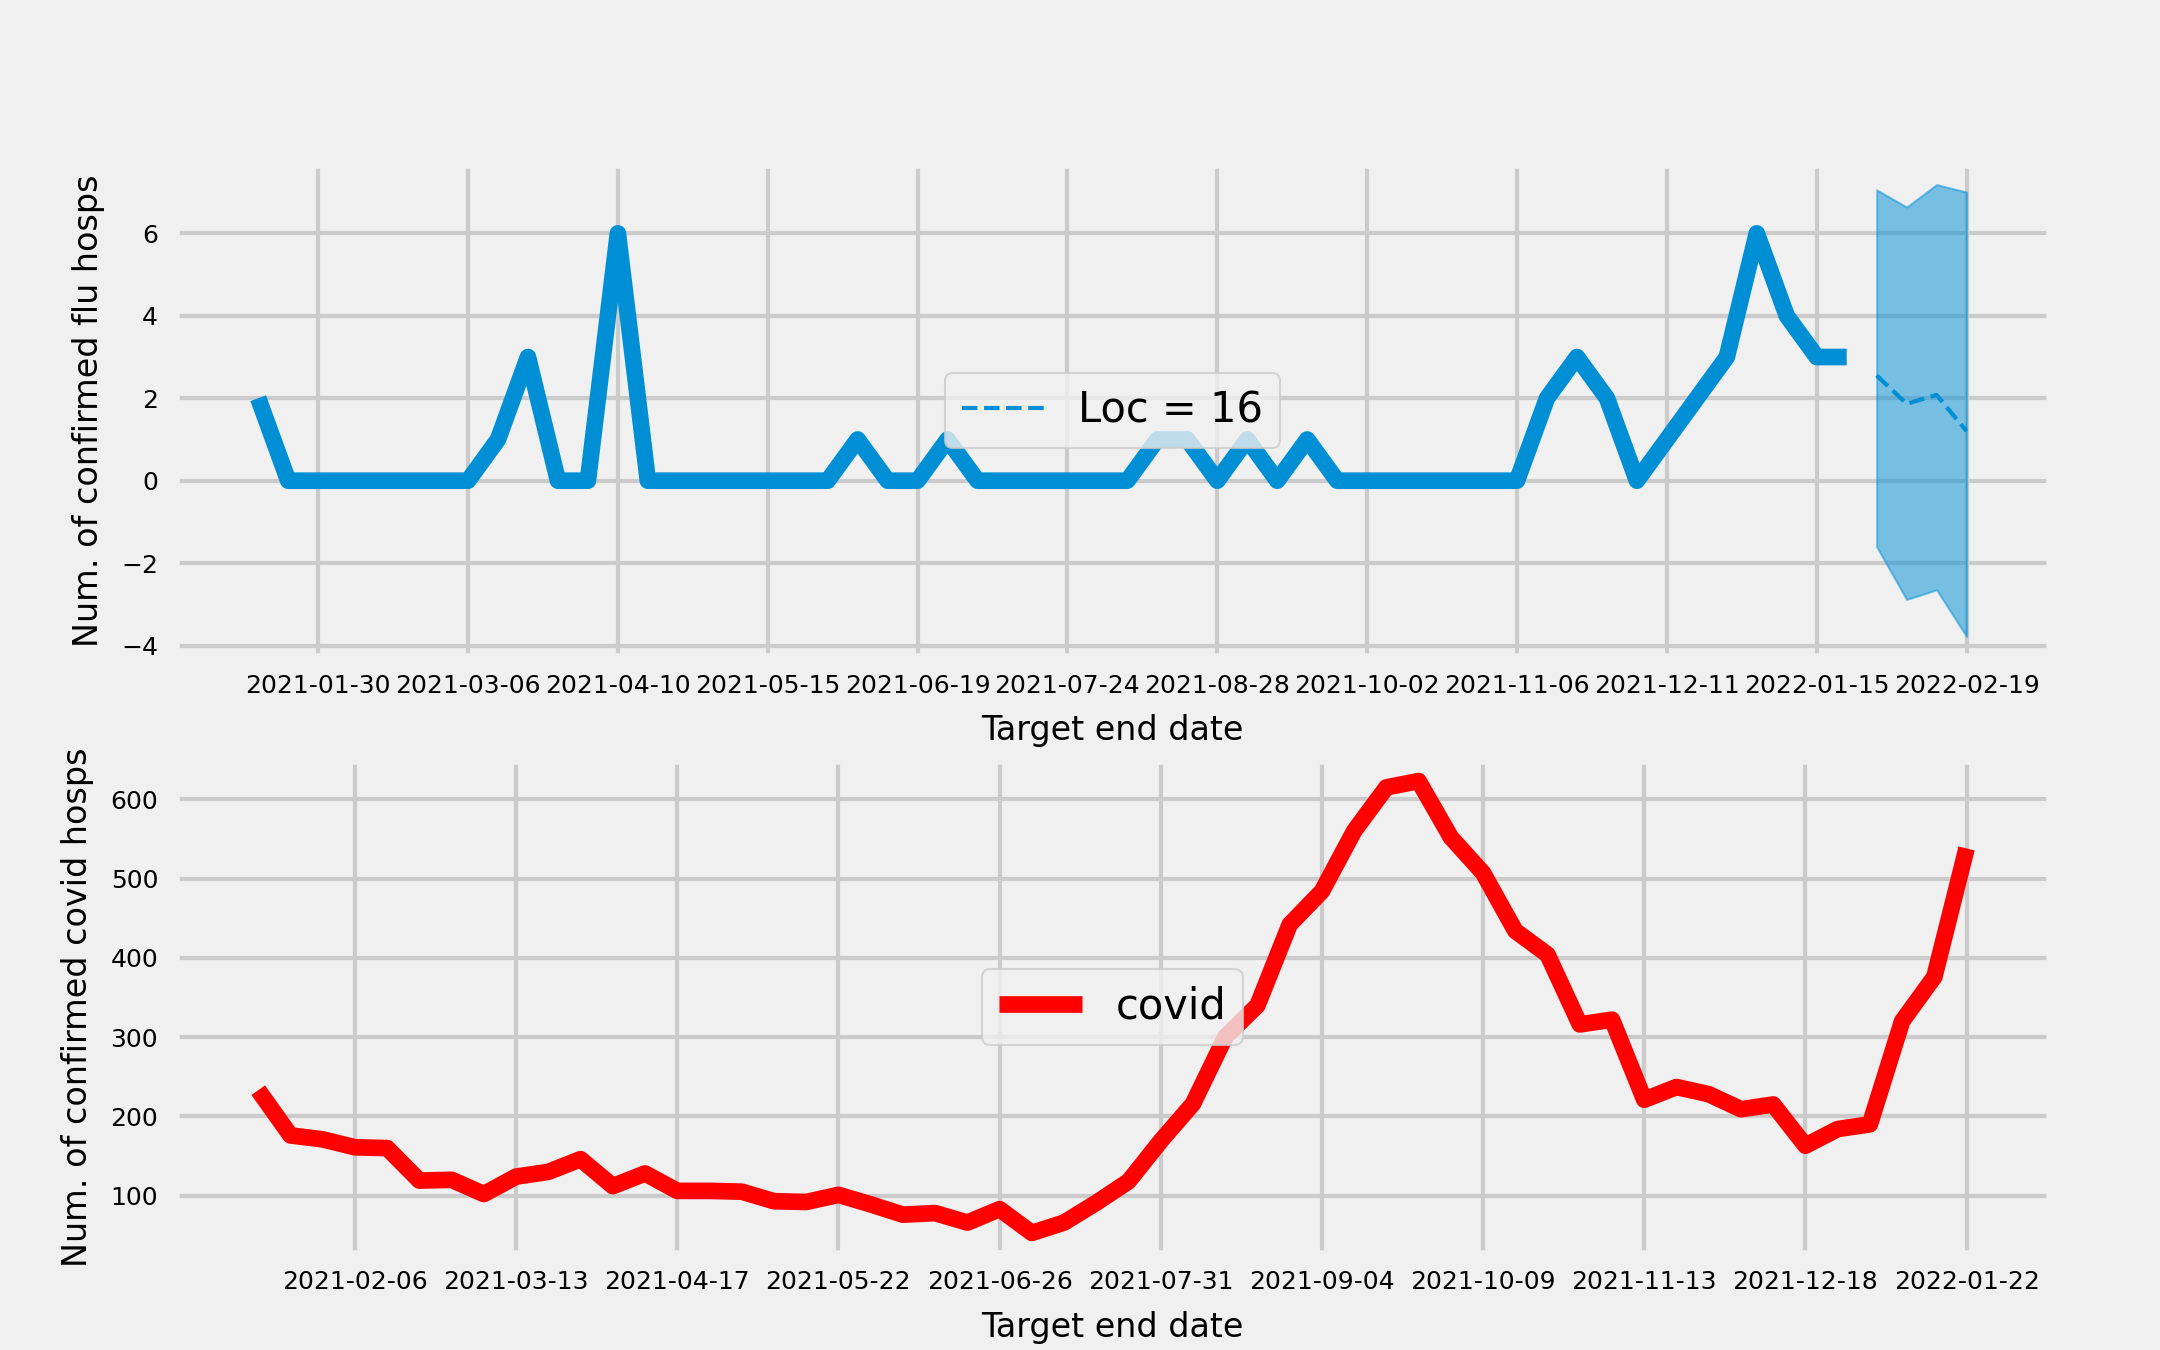 Num. of confirmed flu hosps
6
4
2
0
−2
−4
Loc = 16
2021-01-30 2021-03-06 2021-04-10 2021-05-15 2021-06-19 2021-07-24 2021-08-28 2021-10-02 2021-11-06 2021-12-11 2022-01-15 2022-02-19
Target end date
Num. of confirmed covid hosps
600
500
400
300
200
100
covid
2021-02-06 2021-03-13 2021-04-17 2021-05-22 2021-06-26 2021-07-31 2021-09-04 2021-10-09 2021-11-13 2021-12-18 2022-01-22
Target end date